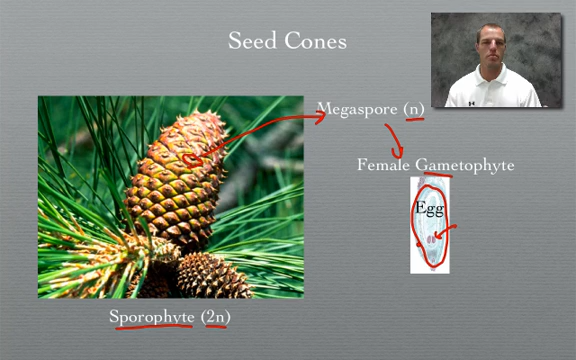 Seed Cones
Megaspore (n)
Female Gametophyte
Egg
Sporophyte (2n)